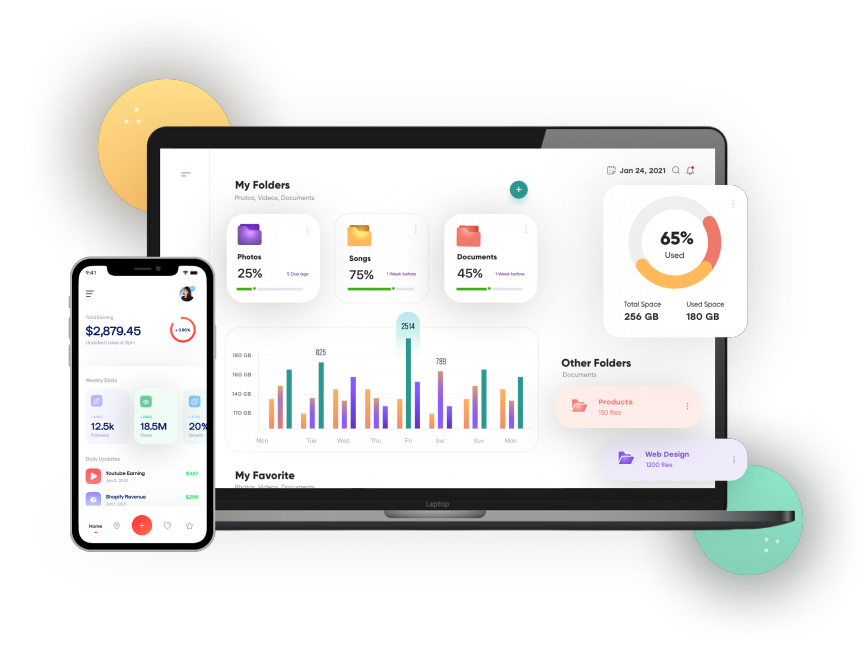 My Folders
Photos, Videos, Documents
+
Jan 24, 2021
Photos
25%
5 Day ago
Songs
75%
1 Week before
Documents
45%
1 Week before
65%
Used
Total Space
Used Space
256 GB
180 GB
2514
825
789
180 GB
160 GB
140 GB
110 GB
Mon
Tue
Wed
Thu
Fri
Sat
Sun
Mon
Other Folders
Documents
Products
150 files
Web Design
1200 files
My Favorite
Photos, Videos, Documents
Laptop
9:41
Total Earning
$2,879.45
Updated today at 8pm
Weekly Stats
12.5k
Followers
18.5M
Views
20%
Growth
Daily Updates
Youtube Earning
$457
Jan 3, 2020
Shopify Revenue
Jan 1, 2021
Home
+